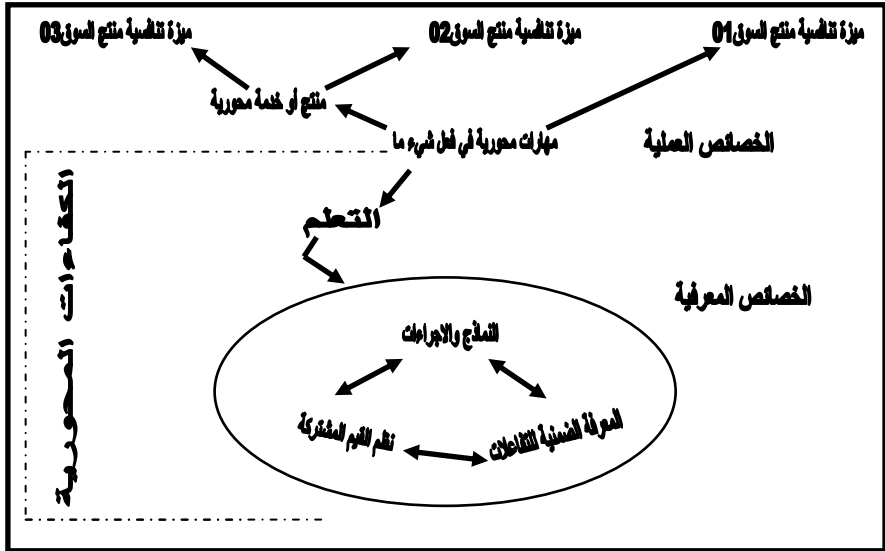 ميزة تنافسية منتج السوق01
ميزة تنافسية منتج السوق02
ميزة تنافسية منتج السوق03
منتج أو خدمة محورية
مهارات محورية في فعل شيء ما
الخصائص العملية
التعلم
الكفاءات المحورية
الخصائص المعرفية
النماذج والاجراءات
المعرفة الضمنية للتفاعلات
نظم القيم المشتركة